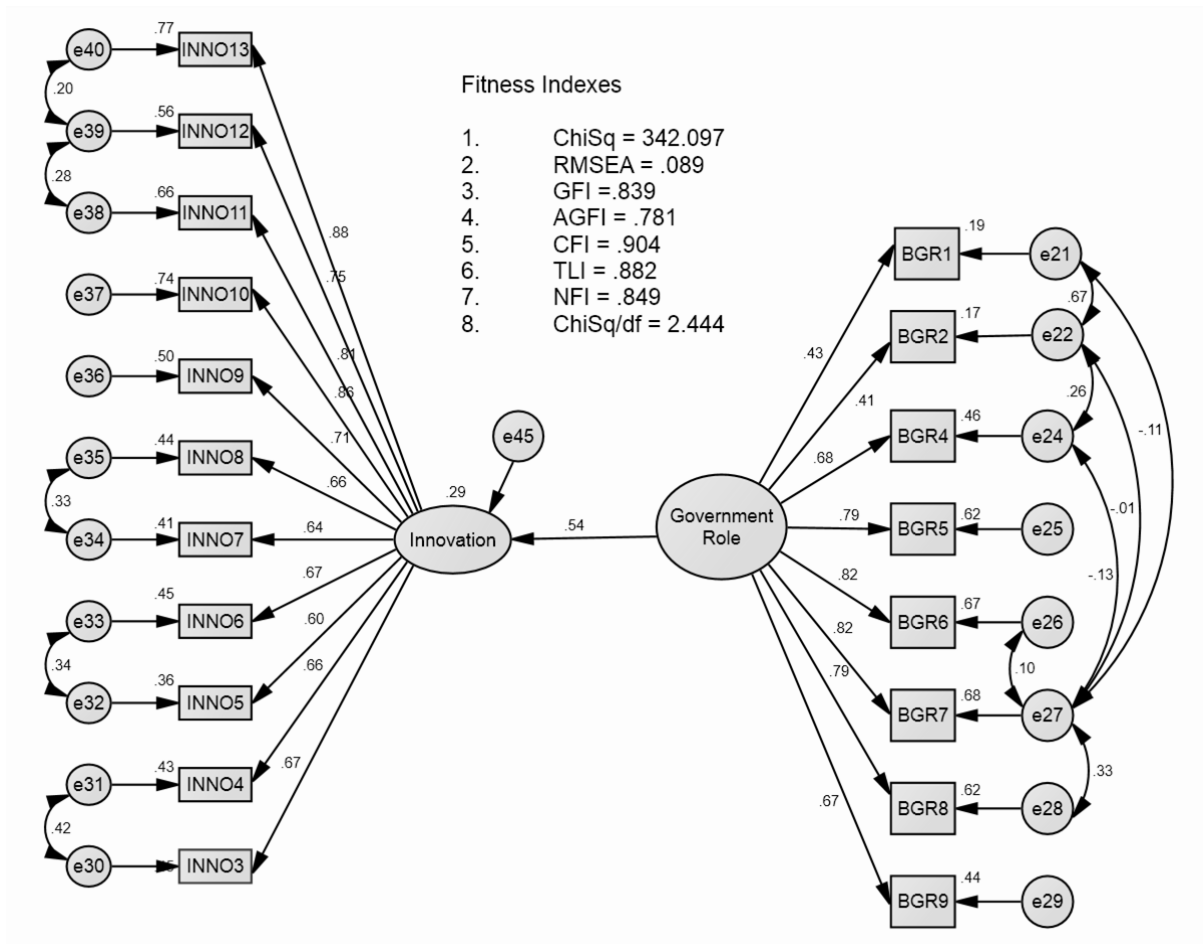 Fitness Indexes
1. ChiSq = 342.097
2. RMSEA = .089
3. GFI =.839
4. AGFI = .781
5. CFI = .904
6. TLI = .882
7. NFI = .849
8. ChiSq/df = 2.444
e40 .77 INNO13
.20
e39 .56 INNO12
.28
e38 .66 INNO11
e37 .74 INNO10
e36 .50 INNO9
e35 .44 INNO8
.33
e34 .41 INNO7
e33 .45 INNO6
.34
e32 .36 INNO5
e31 .43 INNO4
.42
e30 INNO3
.88
.75
.81
.86
.71
.66
.64
.67
.60
.66
.67
e45
.29
Innovation
.54
Government
Role
.43
.41
.68
.79
.82
.82
.79
.67
BGR1 .19 e21
.67
BGR2 .17 e22
.26
BGR4 .46 e24
-.11
-.01
BGR5 .62 e25
-.13
BGR6 .67 e26
.10
BGR7 .68 e27
.33
BGR8 .62 e28
BGR9 .44 e29